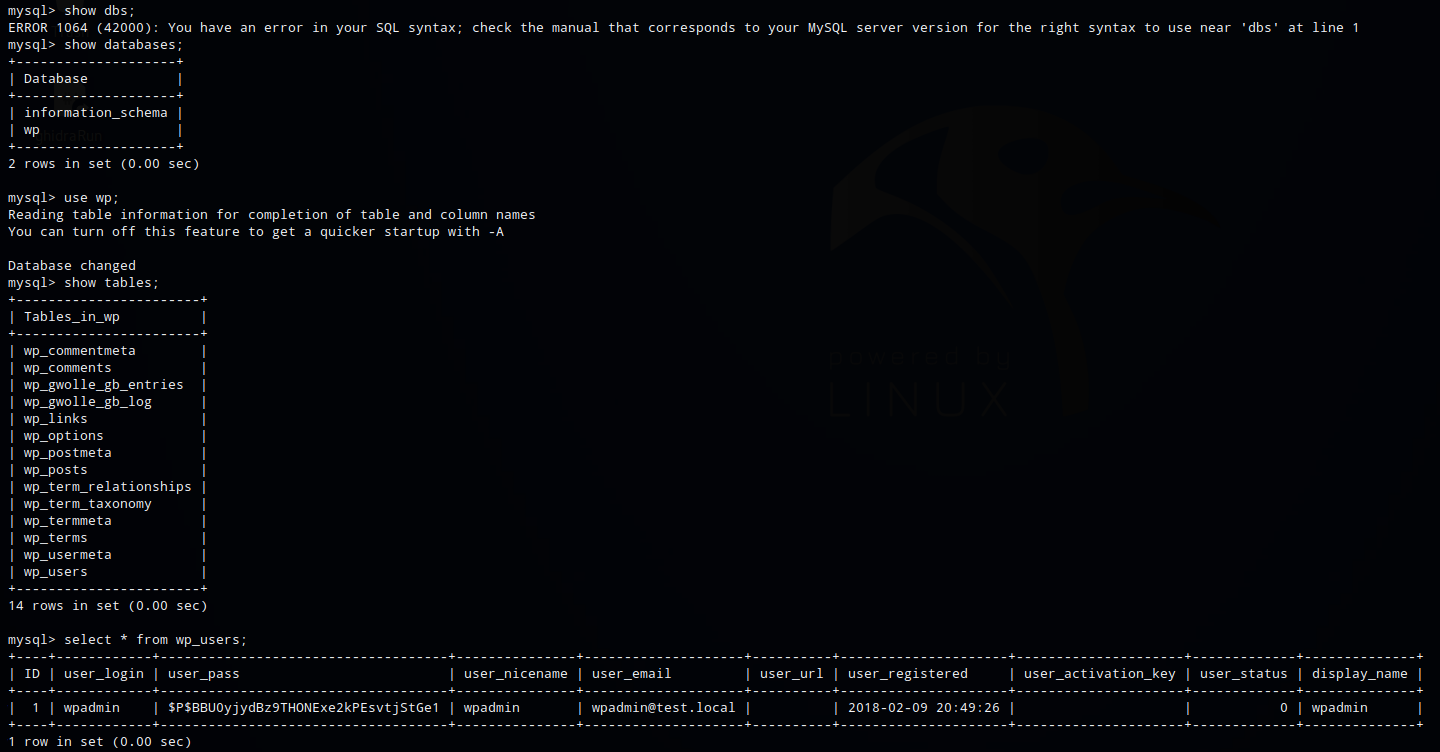 mysql> show dbs;
ERROR 1064 (42000): You have an error in your SQL syntax; check the manual that corresponds to your MySQL server version for the right syntax to use near 'dbs' at line 1
mysql> show databases;
+--------------------+
| Database           |
+--------------------+
| information_schema |
| wp                 |
+--------------------+
2 rows in set (0.00 sec)

mysql> use wp;
Reading table information for completion of table and column names
You can turn off this feature to get a quicker startup with -A

Database changed
mysql> show tables;
+-----------------------+
| Tables_in_wp          |
+-----------------------+
| wp_commentmeta        |
| wp_comments           |
| wp_gwolle_gb_entries  |
| wp_gwolle_gb_log      |
| wp_links              |
| wp_options            |
| wp_postmeta           |
| wp_posts              |
| wp_term_relationships |
| wp_term_taxonomy      |
| wp_termmeta           |
| wp_terms              |
| wp_usermeta           |
| wp_users              |
+-----------------------+
14 rows in set (0.00 sec)

mysql> select * from wp_users;
+----+------------+------------------------------------+---------------+--------------------+----------+---------------------+---------------------+-------------+--------------+
| ID | user_login | user_pass                          | user_nicename | user_email         | user_url | user_registered     | user_activation_key | user_status | display_name |
+----+------------+------------------------------------+---------------+--------------------+----------+---------------------+---------------------+-------------+--------------+
|  1 | wpadmin    | $P$BBU0yjydBz9THONExe2kPEsvtjStGe1 | wpadmin       | wpadmin@test.local |          | 2018-02-09 20:49:26 |                     |           0 | wpadmin      |
+----+------------+------------------------------------+---------------+--------------------+----------+---------------------+---------------------+-------------+--------------+
1 row in set (0.00 sec)
powered by
LINUX